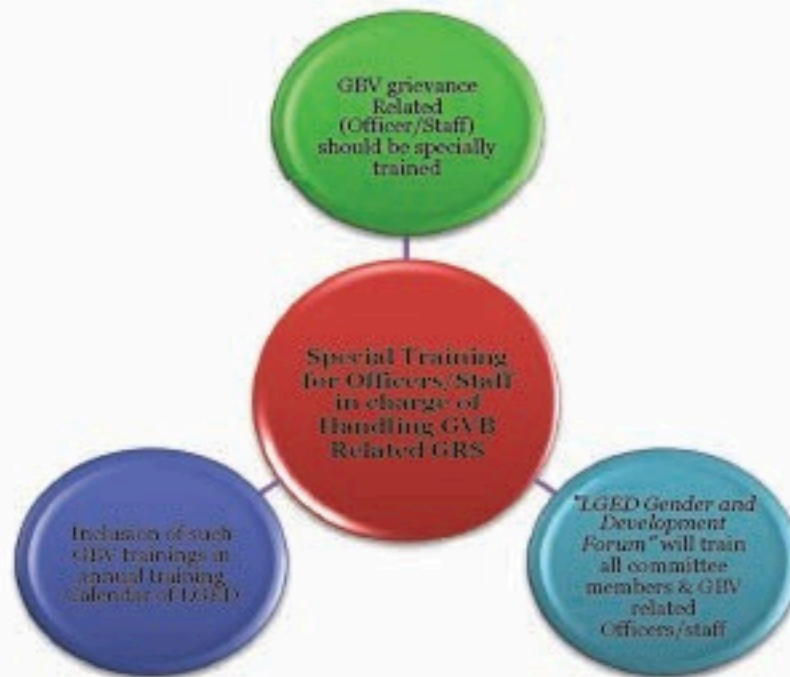 GBV grievance
Related
(Officer/Staff)
should be specially
trained
Special Training
for Officers/Staff
in charge of
Handling GVB
Related GRS
Inclusion of such
GBV trainings in
annual training
Calendar of LGED
"LGED Gender and
Development
Forum" will train
all committee
members & GBV
related
Officers/staff